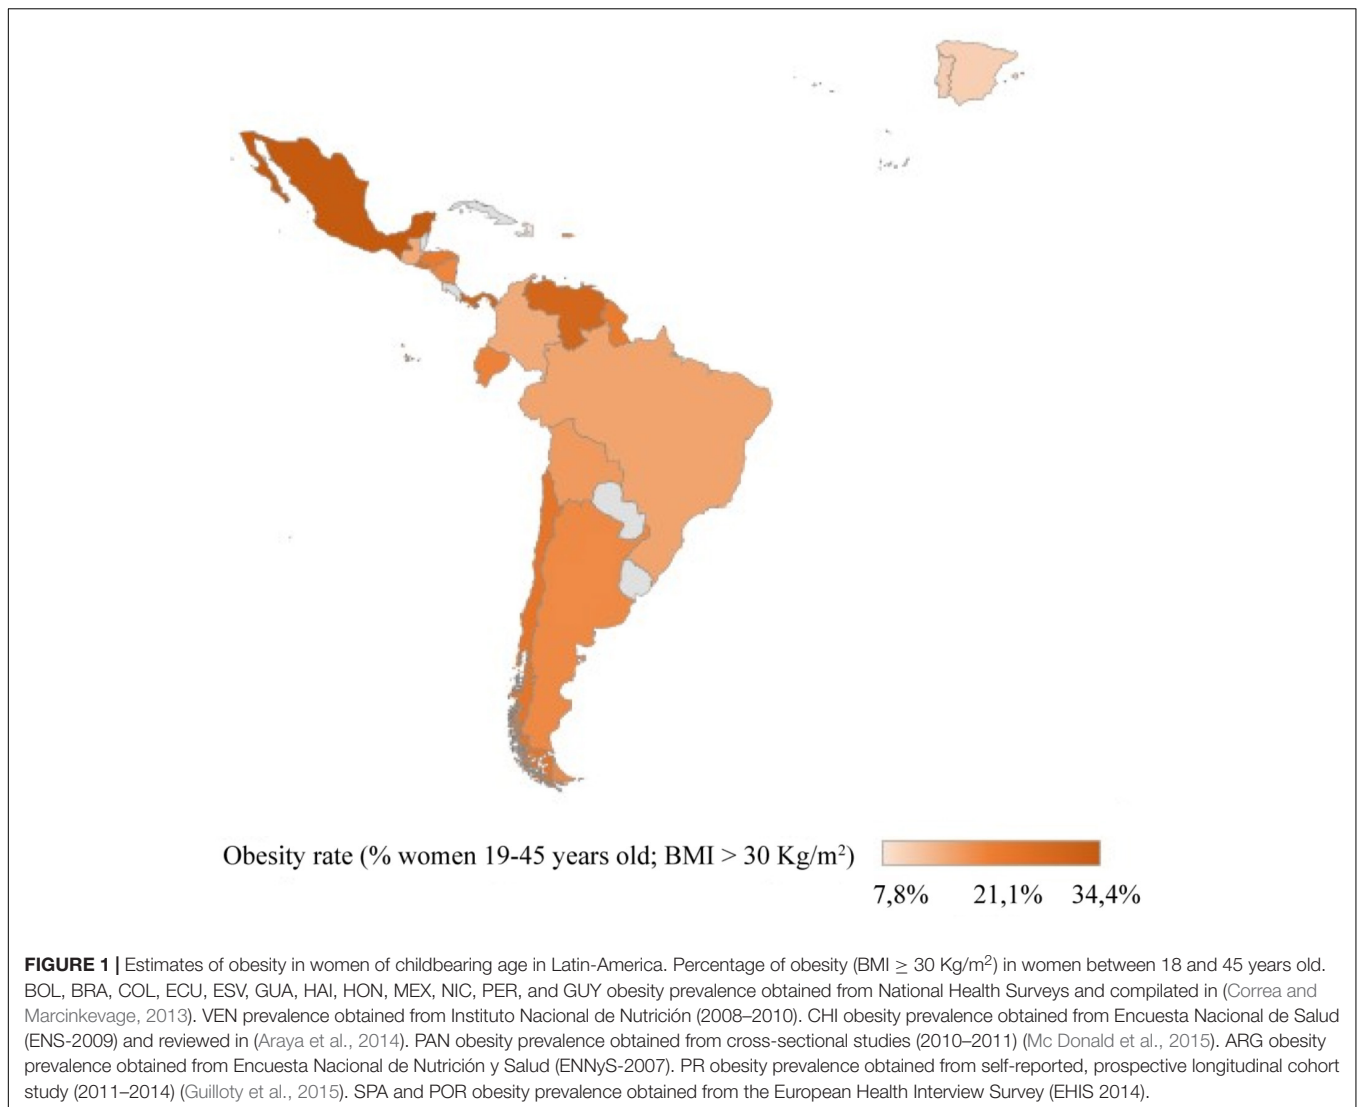 Obesity rate (% women 19-45 years old; BMI > 30 Kg/m²)
7,8% 21,1% 34,4%
FIGURE 1 | Estimates of obesity in women of childbearing age in Latin-America. Percentage of obesity (BMI ≥ 30 Kg/m²) in women between 18 and 45 years old.
BOL, BRA, COL, ECU, ESV, GUA, HAI, HON, MEX, NIC, PER, and GUY obesity prevalence obtained from National Health Surveys and compilated in (Correa and
Marcinkevage, 2013). VEN prevalence obtained from Instituto Nacional de Nutrición (2008–2010). CHI obesity prevalence obtained from Encuesta Nacional de Salud
(ENS-2009) and reviewed in (Araya et al., 2014). PAN obesity prevalence obtained from cross-sectional studies (2010–2011) (Mc Donald et al., 2015). ARG obesity
prevalence obtained from Encuesta Nacional de Nutrición y Salud (ENNyS-2007). PR obesity prevalence obtained from self-reported, prospective longitudinal cohort
study (2011–2014) (Guilloty et al., 2015). SPA and POR obesity prevalence obtained from the European Health Interview Survey (EHIS 2014).